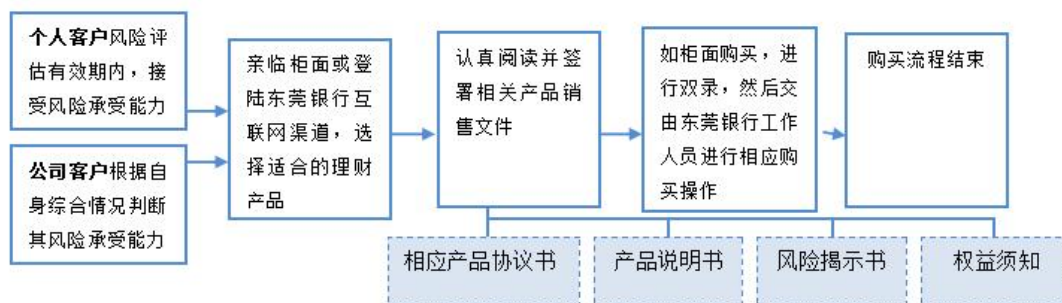 个人客户风险评
估有效期内，接
受风险承受能力
公司客户根据自
身综合情况判断
其风险承受能力
亲临柜面或登
陆东莞银行互
联网渠道，选
择适合的理财
产品
认真阅读并签
署相关产品销
售文件
如柜面购买，进
行双录，然后交
由东莞银行工作
人员进行相应购
买操作
购买流程结束
相应产品协议书
产品说明书
风险揭示书
权益须知